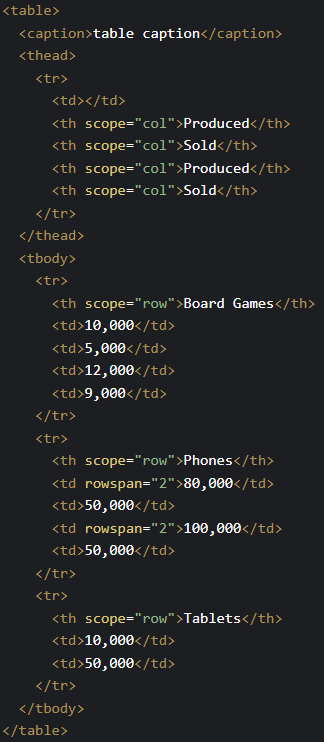 <table>
  <caption>table caption</caption>
  <thead>
    <tr>
      <td></td>
      <th scope="col">Produced</th>
      <th scope="col">Sold</th>
      <th scope="col">Produced</th>
      <th scope="col">Sold</th>
    </tr>
  </thead>
  <tbody>
    <tr>
      <th scope="row">Board Games</th>
      <td>10,000</td>
      <td>5,000</td>
      <td>12,000</td>
      <td>9,000</td>
    </tr>
    <tr>
      <th scope="row">Phones</th>
      <td rowspan="2">80,000</td>
      <td>50,000</td>
      <td rowspan="2">100,000</td>
      <td>50,000</td>
    </tr>
    <tr>
      <th scope="row">Tablets</th>
      <td>10,000</td>
      <td>50,000</td>
    </tr>
  </tbody>
</table>